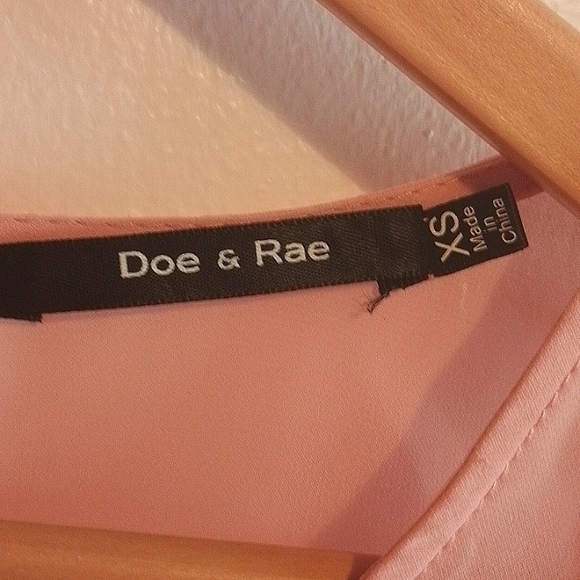 Doe & Rae
XS
Made
in
China